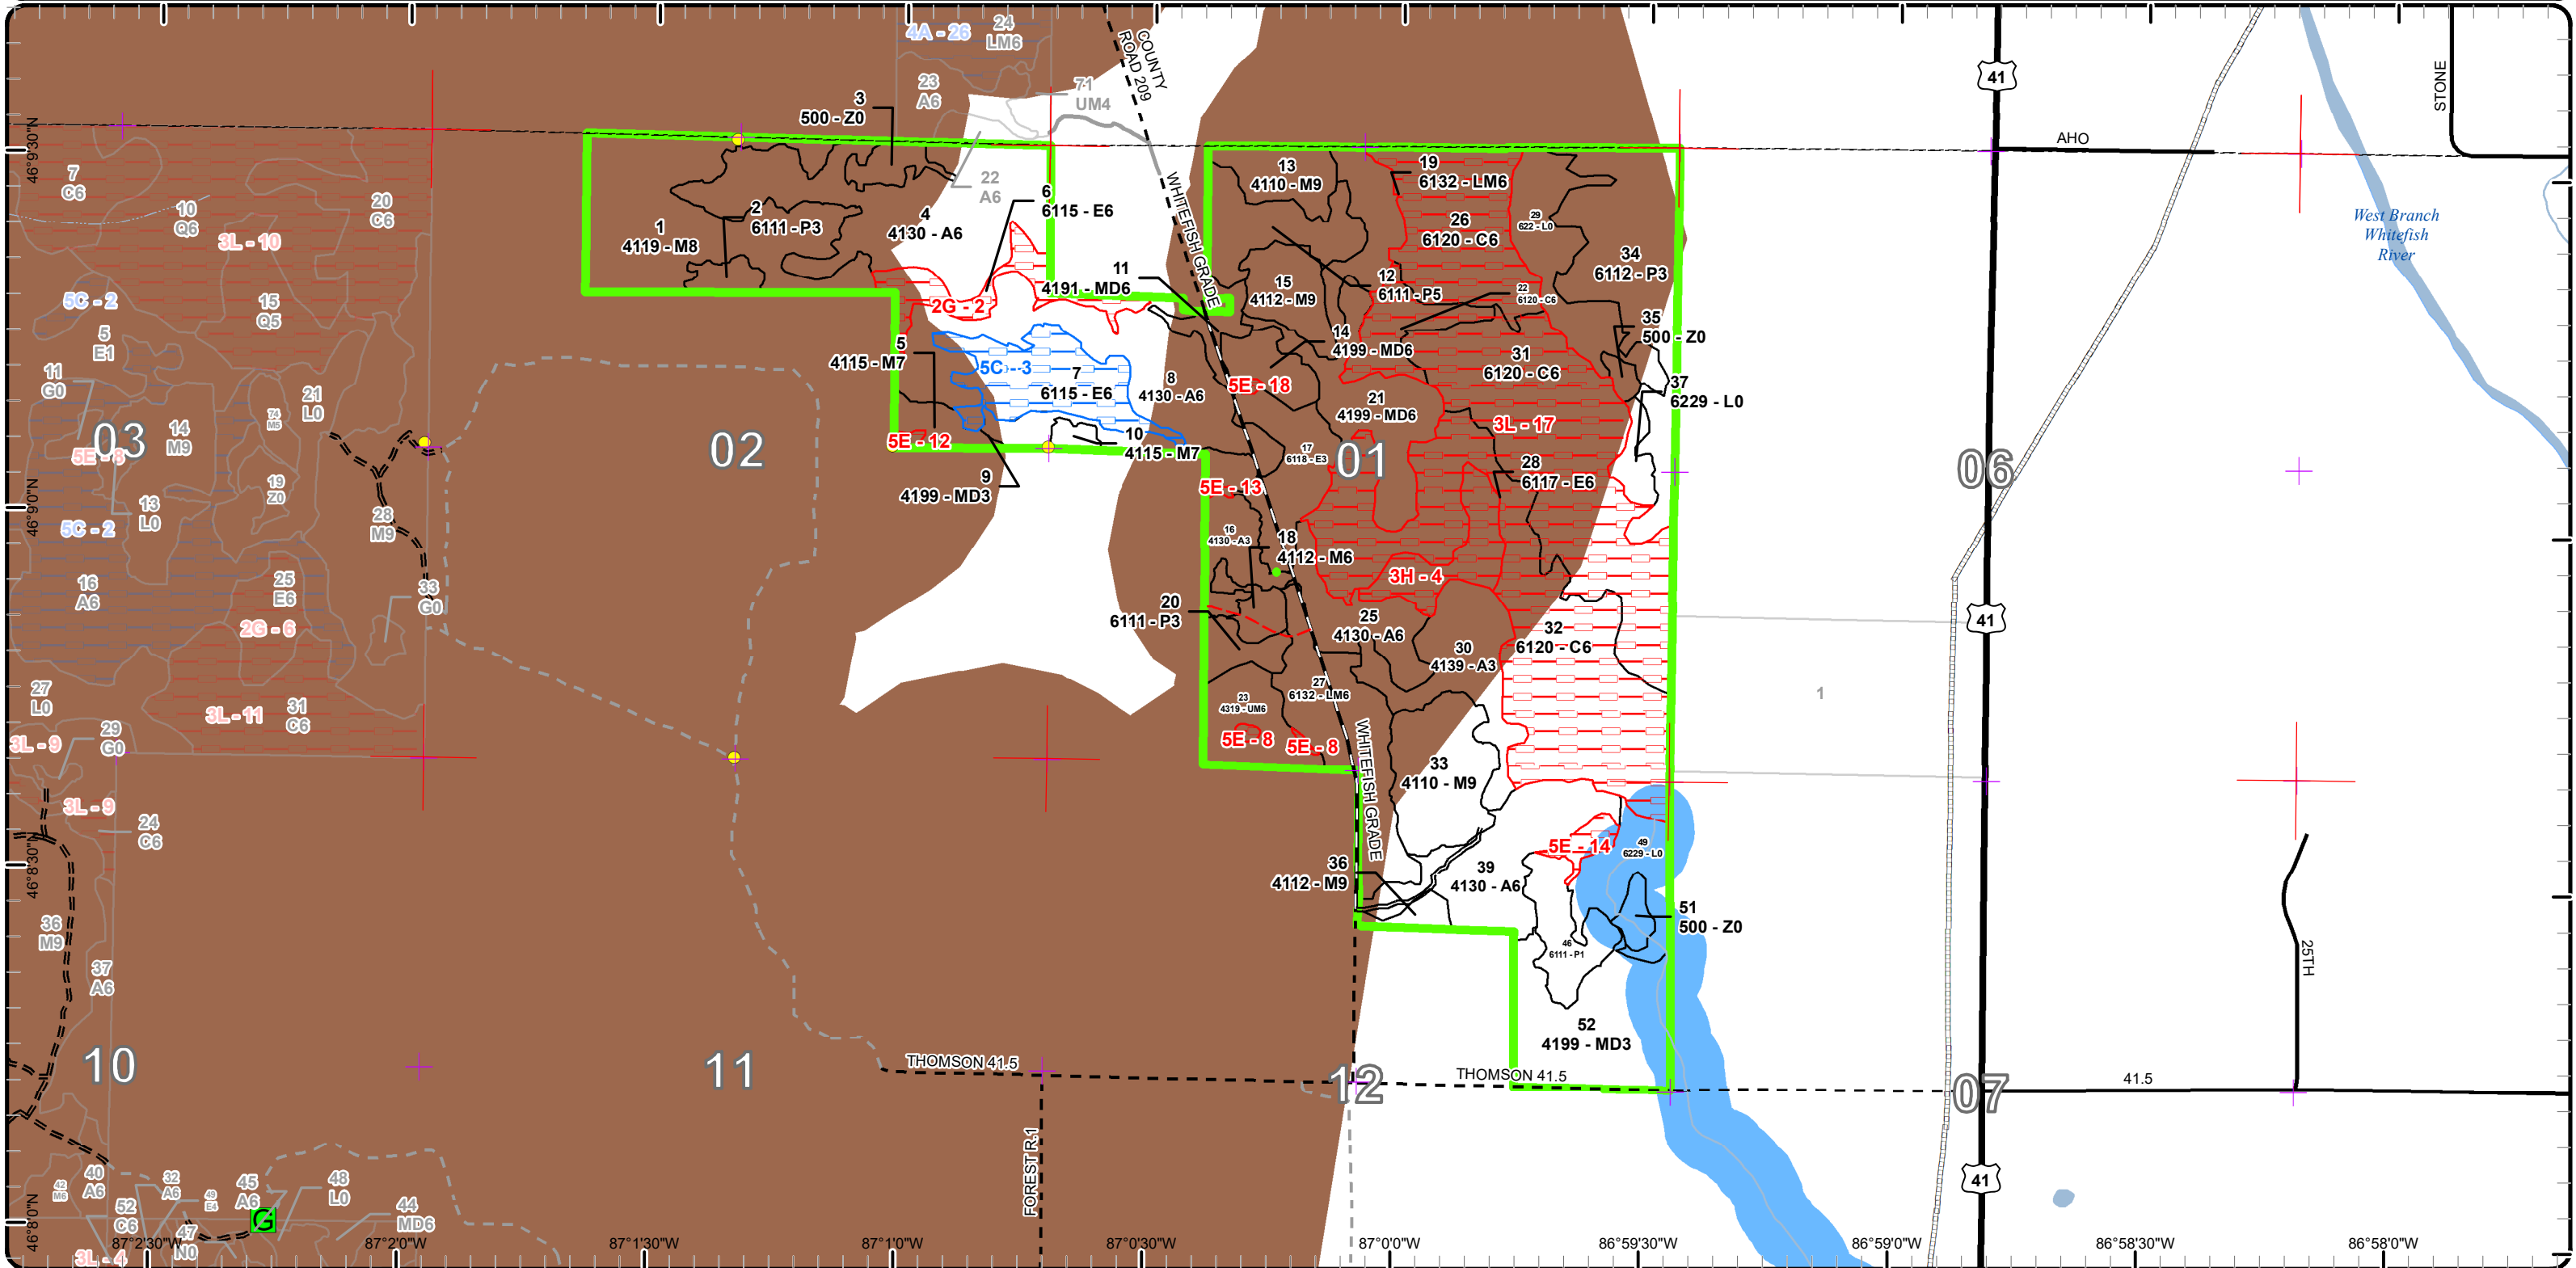 4A - 26
24
LM6
23
A6
71
UM4
COUNTY
ROAD 209
41
STONE
AHO
West Branch
Whitefish
River
46°9'30"N
7
C6
10
Q6
20
C6
3L - 10
5C - 2
15
Q5
5
E1
11
G0
21
L0
74
M5
14
M9
03
5E - 8
19
Z0
13
L0
5C - 2
28
M9
46°9'0"N
16
A6
25
E6
33
G0
2G - 6
27
L0
3L - 11
31
C6
29
G0
3L - 9
3L - 9
24
C6
46°8'30"N
36
M9
37
A6
10
11
02
3
500 - Z0
1
4119 - M8
2
6111 - P3
4
4130 - A6
22
A6
6
6115 - E6
11
4191 - MD6
WHITEFISH GRADE
2G - 2
5
4115 - M7
5C - 3
7
6115 - E6
8
4130 - A6
5E - 12
10
4115 - M7
9
4199 - MD3
13
4110 - M9
19
6132 - LM6
26
6120 - C6
29
622 - L0
34
6112 - P3
15
4112 - M9
12
6111 - P5
22
6120 - C6
14
4199 - MD6
35
500 - Z0
31
6120 - C6
5E - 18
21
4199 - MD6
37
6229 - L0
3L - 17
17
6118 - E3
01
28
6117 - E6
06
5E - 13
16
4130 - A3
18
4112 - M6
3H - 4
20
6111 - P3
25
4130 - A6
30
4139 - A3
32
6120 - C6
41
1
27
6132 - LM6
23
4319 - UM6
5E - 8
5E - 8
WHITEFISH GRADE
33
4110 - M9
5E - 14
49
6229 - L0
36
4112 - M9
39
4130 - A6
51
500 - Z0
46
6111 - P1
52
4199 - MD3
25TH
THOMSON 41.5
THOMSON 41.5
12
07
41.5
FOREST R.1
41
40
A6
42
M6
32
A6
49
E4
45
A6
48
L0
44
MD6
52
C6
47
N0
G
3L - 4
46°8'0"N
87°2'30"W
87°2'0"W
87°1'30"W
87°1'0"W
87°0'30"W
87°0'0"W
86°59'30"W
86°59'0"W
86°58'30"W
86°58'0"W